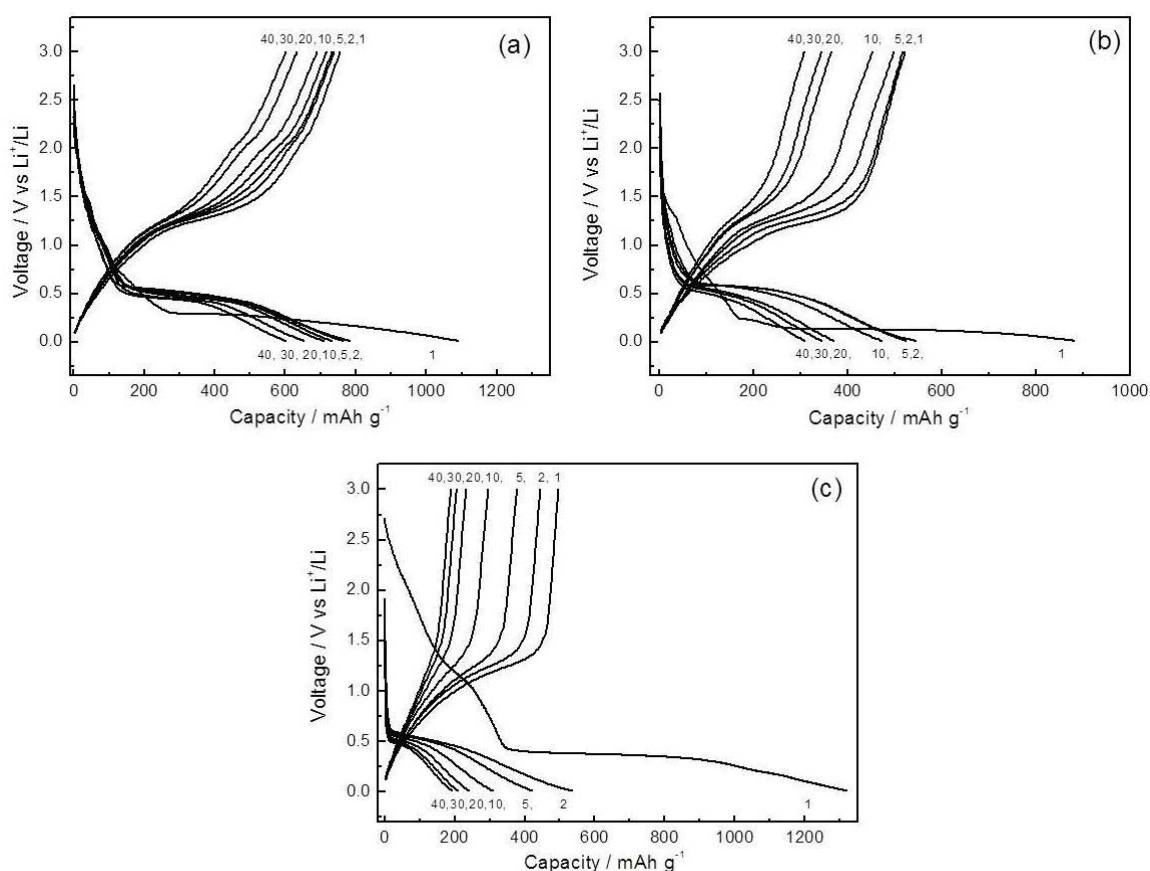 40,30,20,10,5,2,1
(a)
3.0
2.5
2.0
1.5
1.0
0.5
0.0
Voltage / V vs Li⁺/Li
40, 30, 20,10,5,2,
1
0 200 400 600 800 1000 1200
Capacity / mAh g⁻¹
40,30,20, 10, 5,2,1
(b)
3.0
2.5
2.0
1.5
1.0
0.5
0.0
Voltage / V vs Li⁺/Li
40,30,20, 10, 5,2,
1
0 200 400 600 800 1000
Capacity / mAh g⁻¹
40,30,20,10, 5, 2, 1
(c)
3.0
2.5
2.0
1.5
1.0
0.5
0.0
Voltage / V vs Li⁺/Li
40,30,20,10, 5, 2
1
0 200 400 600 800 1000 1200
Capacity / mAh g⁻¹